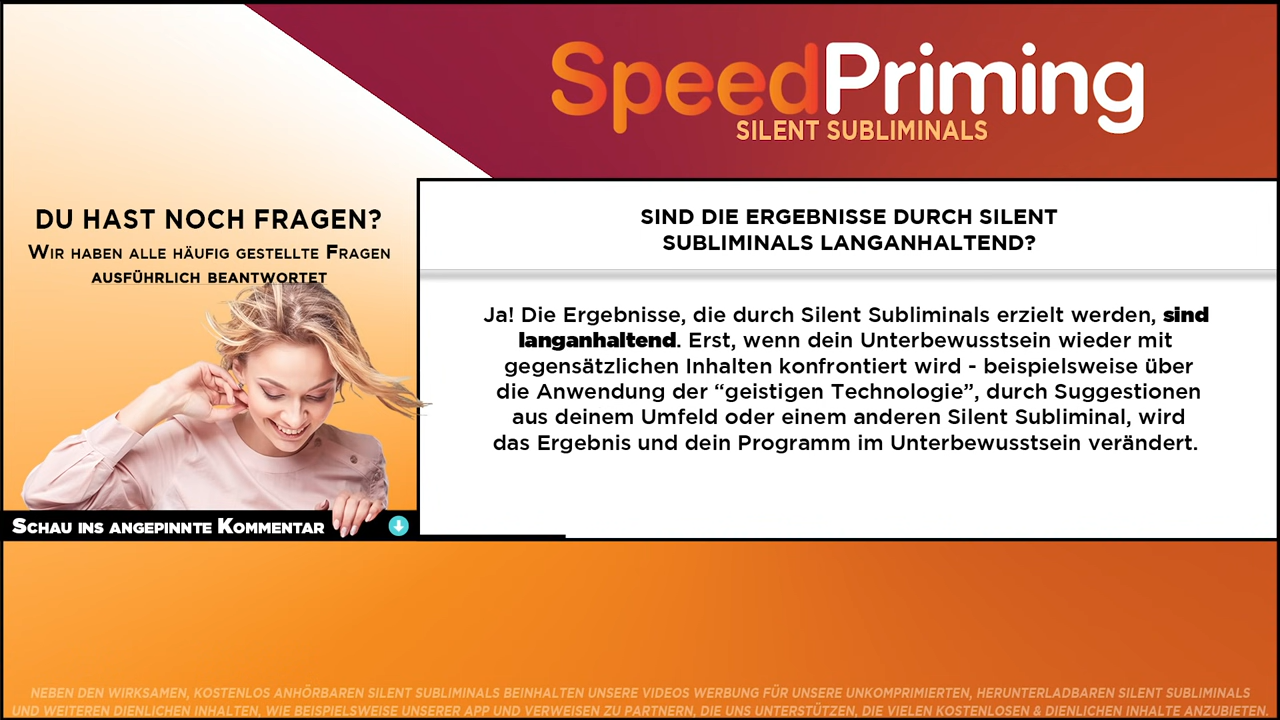 SpeedPriming
SILENT SUBLIMINALS
DU HAST NOCH FRAGEN?
WIR HABEN ALLE HÄUFIG GESTELLTE FRAGEN
AUSFÜHRLICH BEANTWORTET
SCHAU INS ANGEPINNTE KOMMENTAR
SIND DIE ERGEBNISSE DURCH SILENT
SUBLIMINALS LANGANHALTEND?
Ja! Die Ergebnisse, die durch Silent Subliminals erzielt werden, sind
langanhaltend. Erst, wenn dein Unterbewusstsein wieder mit
gegensätzlichen Inhalten konfrontiert wird - beispielsweise über
die Anwendung der “geistigen Technologie”, durch Suggestionen
aus deinem Umfeld oder einem anderen Silent Subliminal, wird
das Ergebnis und dein Programm im Unterbewusstsein verändert.
NEBEN DEN WIRKSAMEN, KOSTENLOS ANHÖRBAREN SILENT SUBLIMINALS BEINHALTEN UNSERE VIDEOS WERBUNG FÜR UNSERE UNKOMPRIMIERTEN, HERUNTERLADBAREN SILENT SUBLIMINALS
UND WEITEREN DIENLICHEN INHALTEN, WIE BEISPIELSWEISE UNSERER APP UND VERWEISEN ZU PARTNERN, DIE UNS UNTERSTÜTZEN, DIE VIELEN KOSTENLOSEN & DIENLICHEN INHALTE ANZUBIETEN.